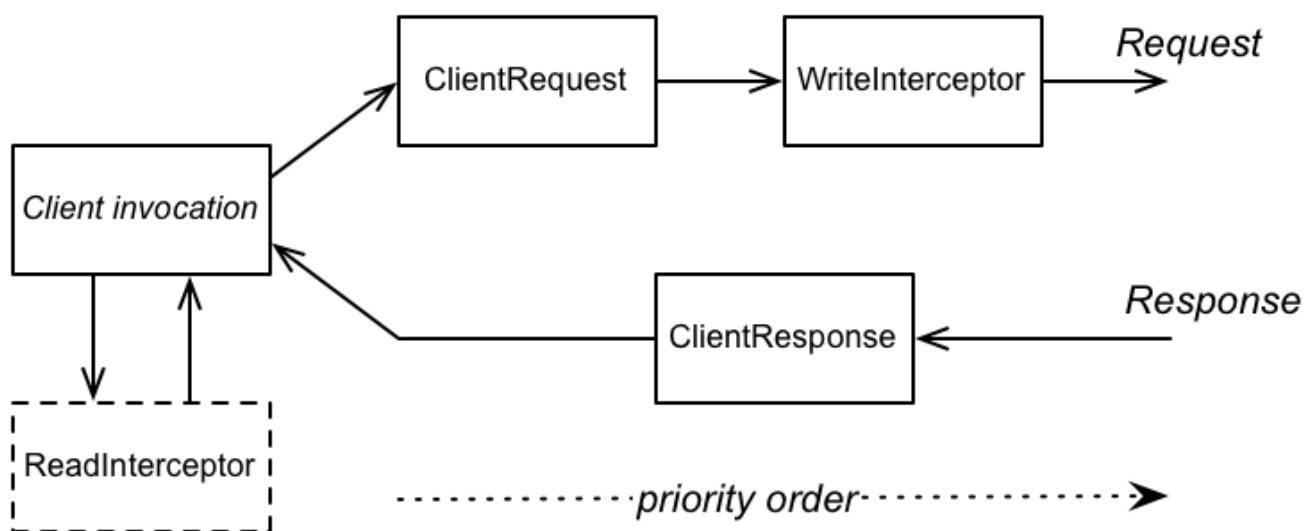 Request
ClientRequest
WriteInterceptor
Client invocation
Response
ClientResponse
ReadInterceptor
priority order